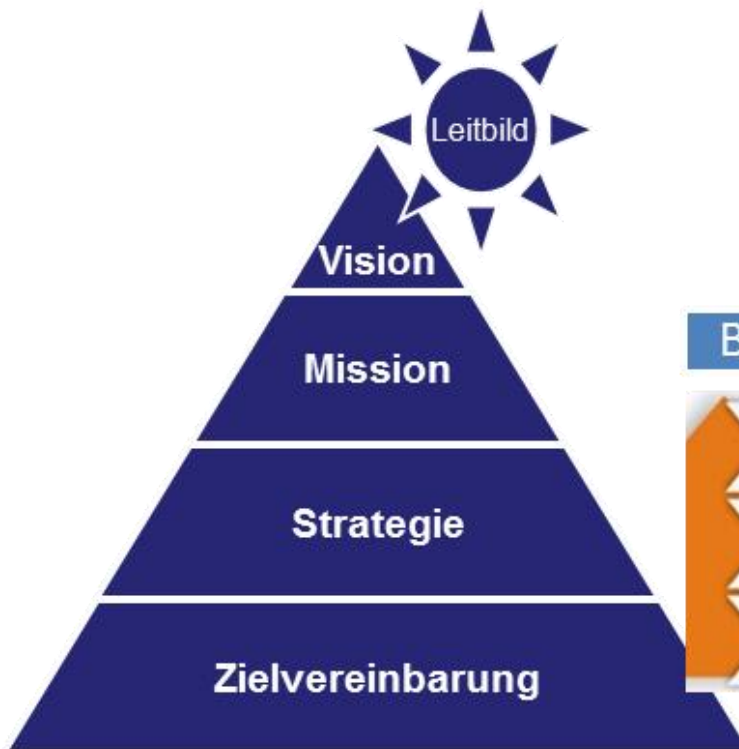 Leitbild
Vision
Mission
Strategie
Zielvereinbarung
B